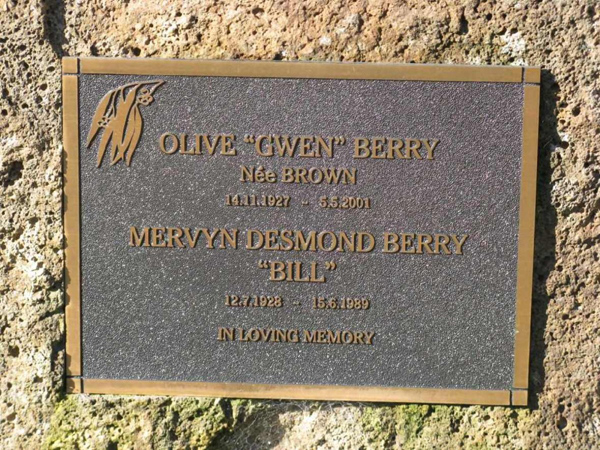 OLIVE "GWEN" BERRY
Née BROWN
14.11.1927 - 5.5.2001
MERVYN DESMOND BERRY
"BILL"
12.7.1928 - 15.6.1989
IN LOVING MEMORY